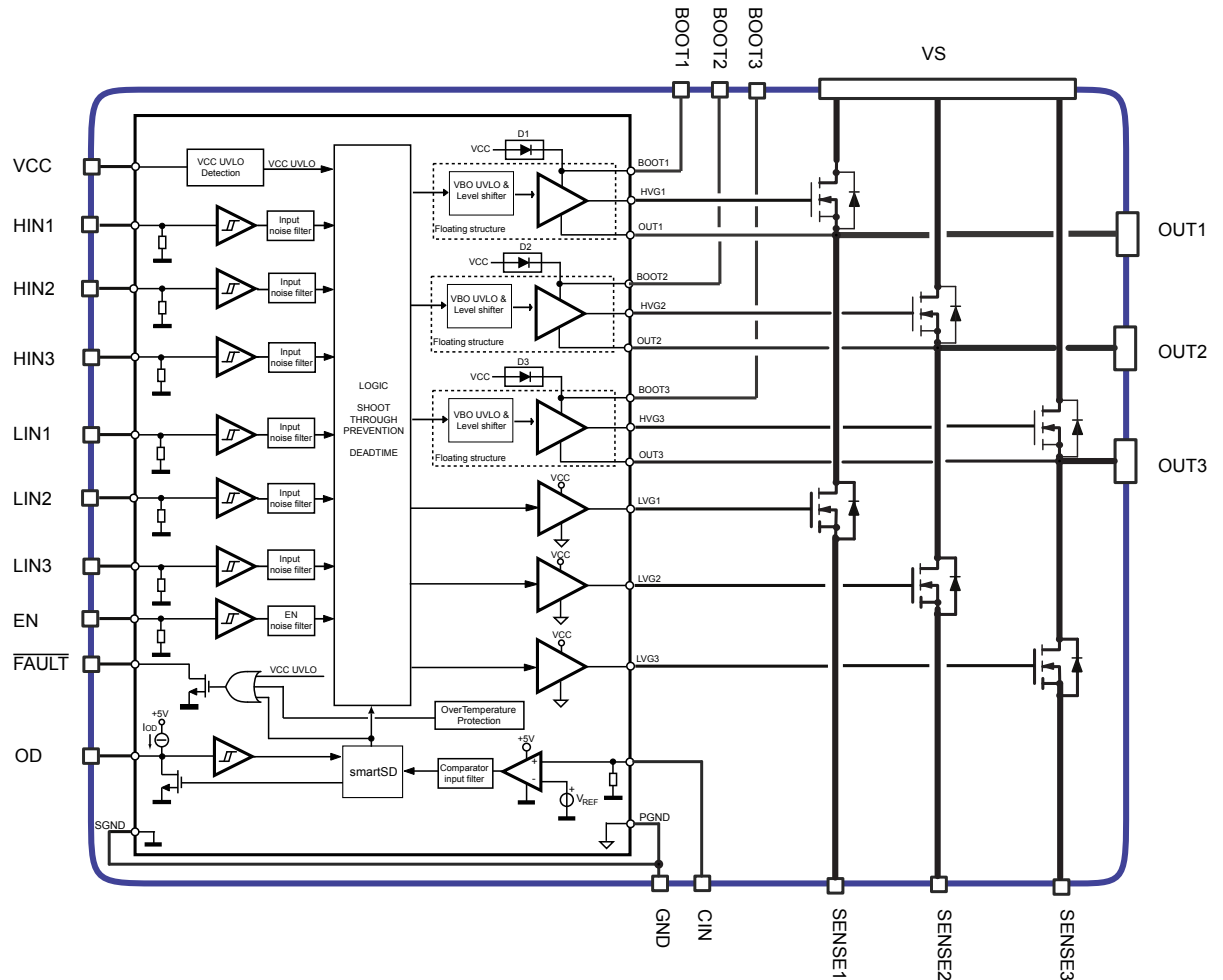 BOOT1
BOOT2
BOOT3
VS
VCC
HIN1
HIN2
HIN3
LIN1
LIN2
LIN3
EN
FAULT
OD
VCC UVLO
Detection
VCC UVLO
Input
noise filter
Input
noise filter
Input
noise filter
Input
noise filter
Input
noise filter
Input
noise filter
EN
noise filter
LOGIC
SHOOT
THROUGH
PREVENTION
DEADTIME
D1
VCC
VBO UVLO &
Level shifter
Floating structure
BOOT1
HVG1
OUT1
D2
VCC
VBO UVLO &
Level shifter
Floating structure
BOOT2
HVG2
OUT2
D3
VCC
VBO UVLO &
Level shifter
Floating structure
BOOT3
HVG3
OUT3
VCC
LVG1
VCC
LVG2
VCC
LVG3
VCC UVLO
OverTemperature
Protection
+5V
IOD
smartSD
Comparator
input filter
+5V
+
-
+
VREF
SGND
PGND
OUT1
OUT2
OUT3
GND
CIN
SENSE1
SENSE2
SENSE3